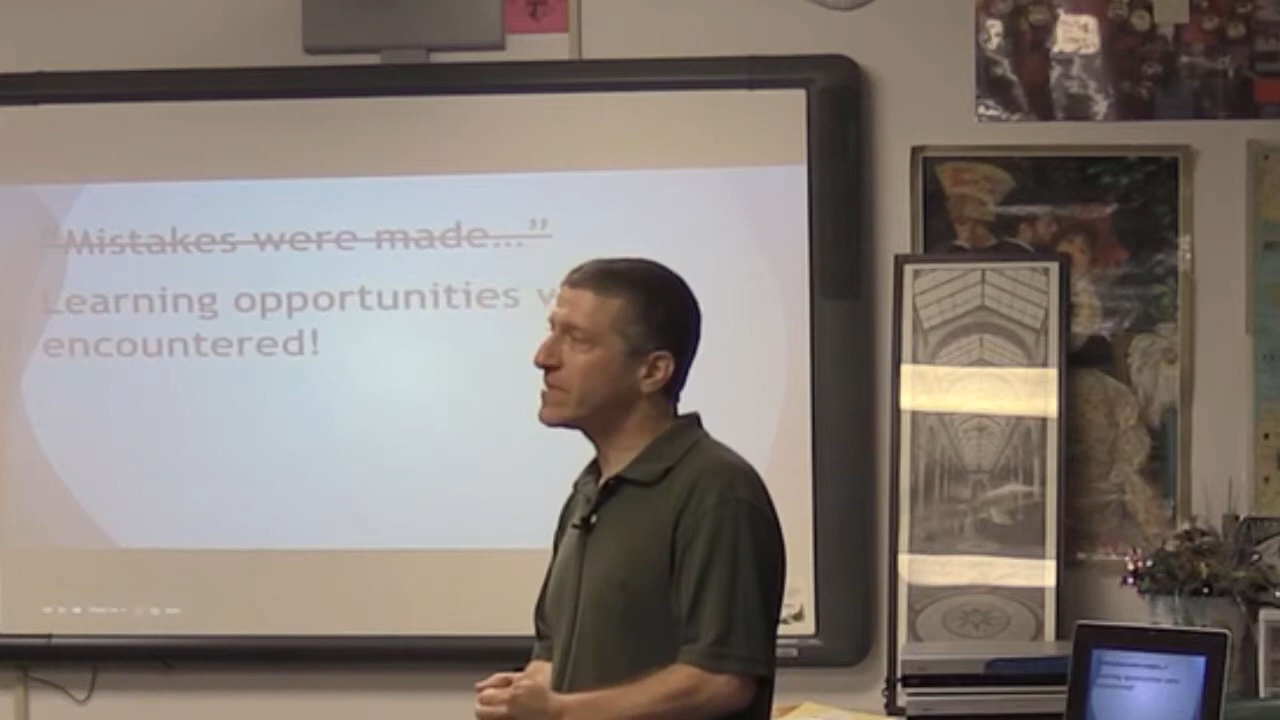 “Mistakes were made...”
Learning opportunities
encountered!